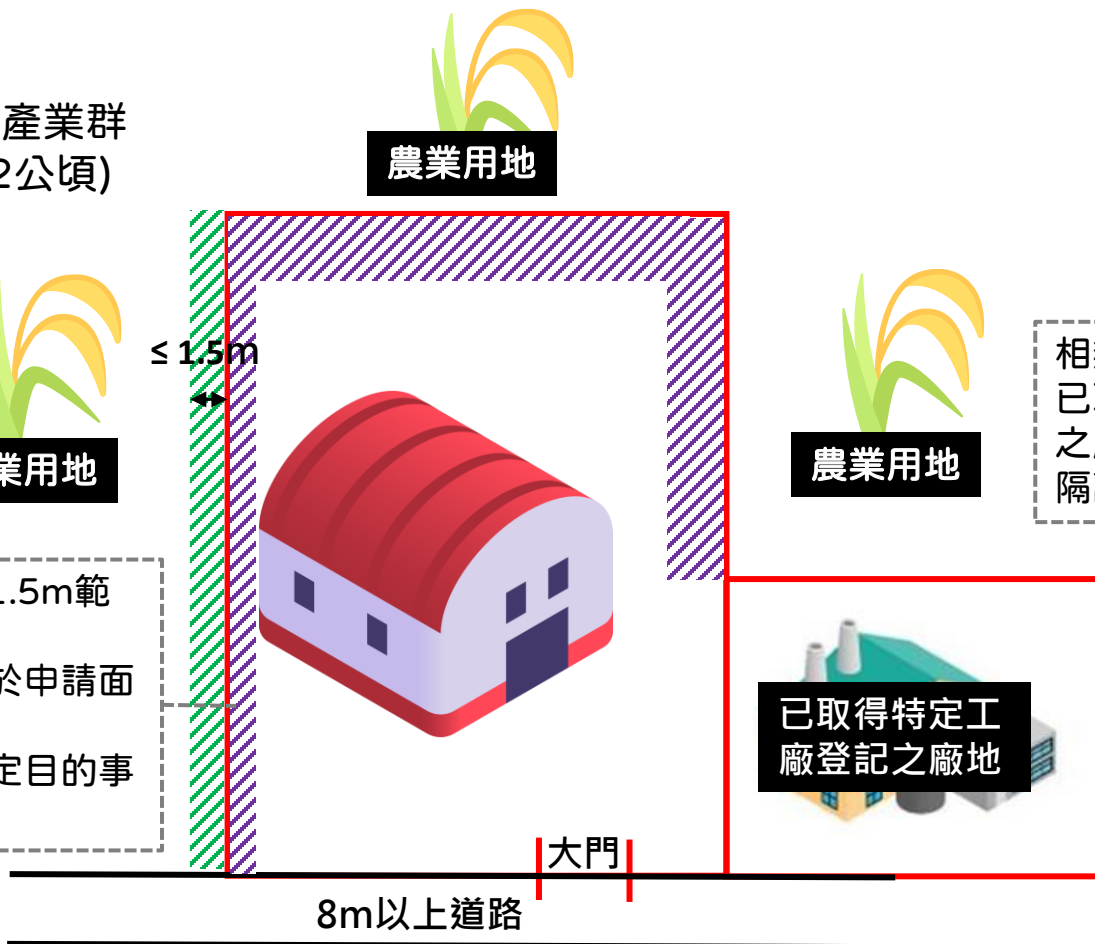 產業群
2公頃)
農業用地
≤ 1.5m
業用地
農業用地
相
已
之
隔
1.5m範
於申請面
定目的事
已取得特定工
廠登記之廠地
大門
8m以上道路